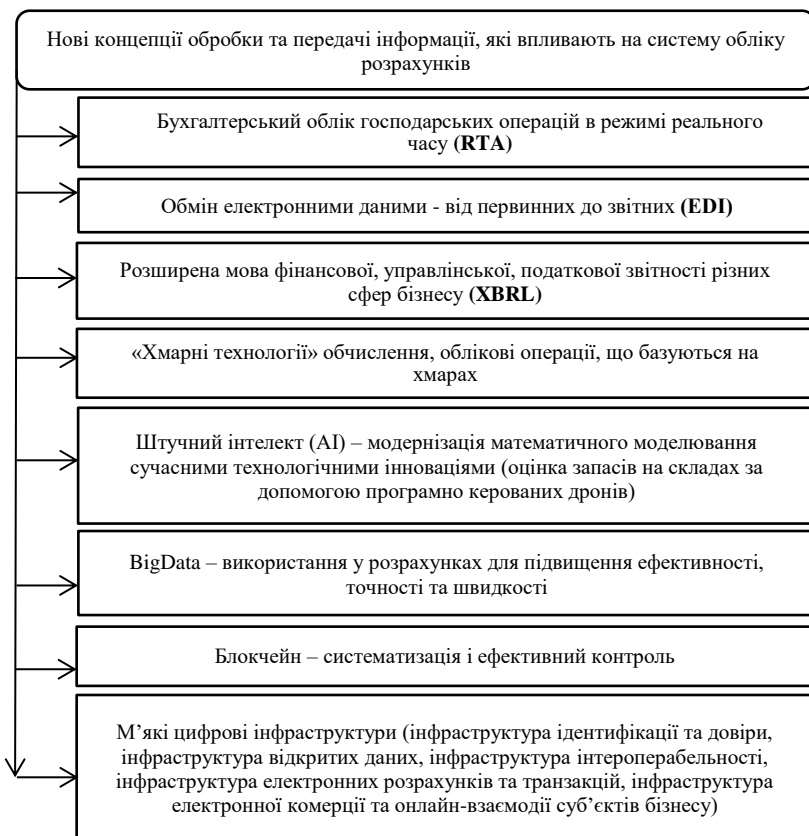 Нові концепції обробки та передачі інформації, які впливають на систему обліку
розрахунків
Бухгалтерський облік господарських операцій в режимі реального
часу (RTA)
Обмін електронними даними - від первинних до звітних (EDI)
Розширена мова фінансової, управлінської, податкової звітності різних
сфер бізнесу (XBRL)
«Хмарні технології» обчислення, облікові операції, що базуються на
хмарах
Штучний інтелект (AI) – модернізація математичного моделювання
сучасними технологічними інноваціями (оцінка запасів на складах за
допомогою програмно керованих дронів)
BigData – використання у розрахунках для підвищення ефективності,
точності та швидкості
Блокчейн – систематизація і ефективний контроль
М’які цифрові інфраструктури (інфраструктура ідентифікації та довіри,
інфраструктура відкритих даних, інфраструктура інтероперабельності,
інфраструктура електронних розрахунків та транзакцій, інфраструктура
електронної комерції та онлайн-взаємодії суб’єктів бізнесу)